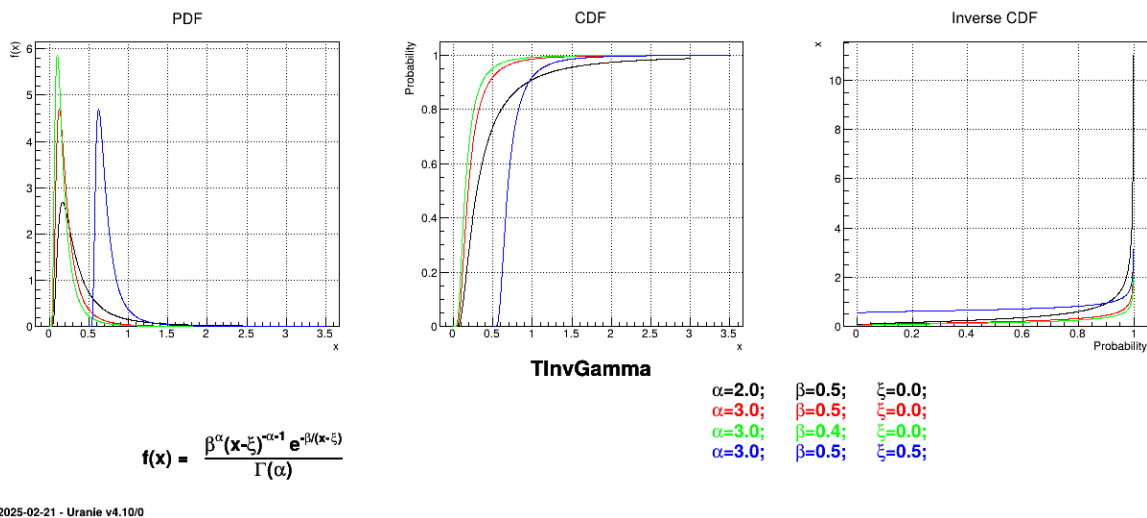 PDF
CDF
Inverse CDF
f(x)
6
5
4
3
2
1
0
0 0.5 1 1.5 2 2.5 3 3.5
x
Probability
1
0.8
0.6
0.4
0.2
0
0 0.5 1 1.5 2 2.5 3 3.5
x
x
10
8
6
4
2
0
0 0.2 0.4 0.6 0.8 1
Probability
TInvGamma
α=2.0; β=0.5; ξ=0.0;
α=3.0; β=0.5; ξ=0.0;
α=3.0; β=0.4; ξ=0.0;
α=3.0; β=0.5; ξ=0.5;
f(x) = β^α(x-ξ)^-α-1 e^-β/(x-ξ)
Γ(α)
2025-02-21 - Uranie v4.10/0